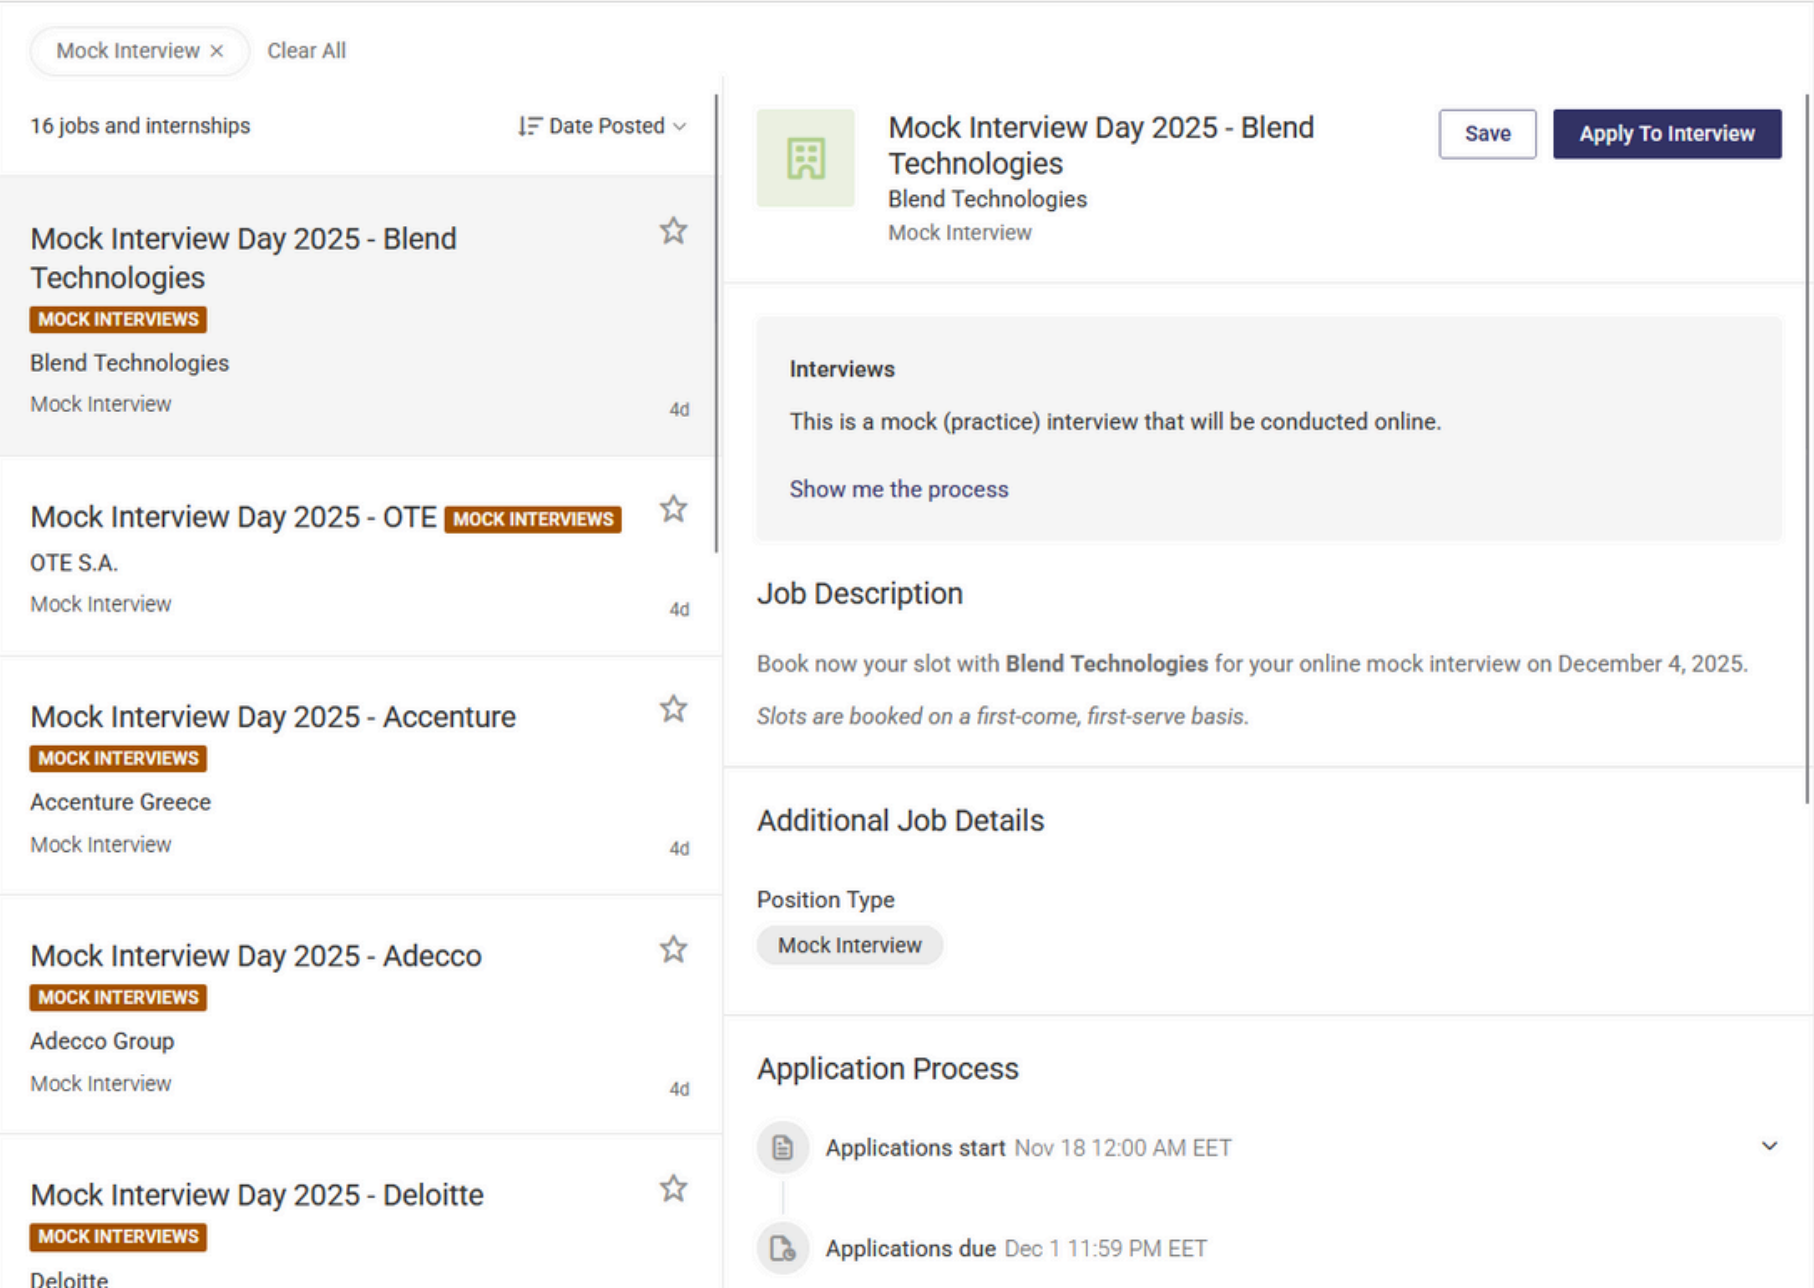 Mock Interview ×
Clear All
16 jobs and internships
Date Posted
Mock Interview Day 2025 - Blend
Technologies
MOCK INTERVIEWS
Blend Technologies
Mock Interview
4d
Mock Interview Day 2025 - OTE MOCK INTERVIEWS
OTE S.A.
Mock Interview
4d
Mock Interview Day 2025 - Accenture
MOCK INTERVIEWS
Accenture Greece
Mock Interview
4d
Mock Interview Day 2025 - Adecco
MOCK INTERVIEWS
Adecco Group
Mock Interview
4d
Mock Interview Day 2025 - Deloitte
MOCK INTERVIEWS
Deloitte
Mock Interview Day 2025 - Blend
Technologies
Blend Technologies
Mock Interview
Save
Apply To Interview
Interviews
This is a mock (practice) interview that will be conducted online.
Show me the process
Job Description
Book now your slot with Blend Technologies for your online mock interview on December 4, 2025.
Slots are booked on a first-come, first-serve basis.
Additional Job Details
Position Type
Mock Interview
Application Process
Applications start Nov 18 12:00 AM EET
Applications due Dec 1 11:59 PM EET